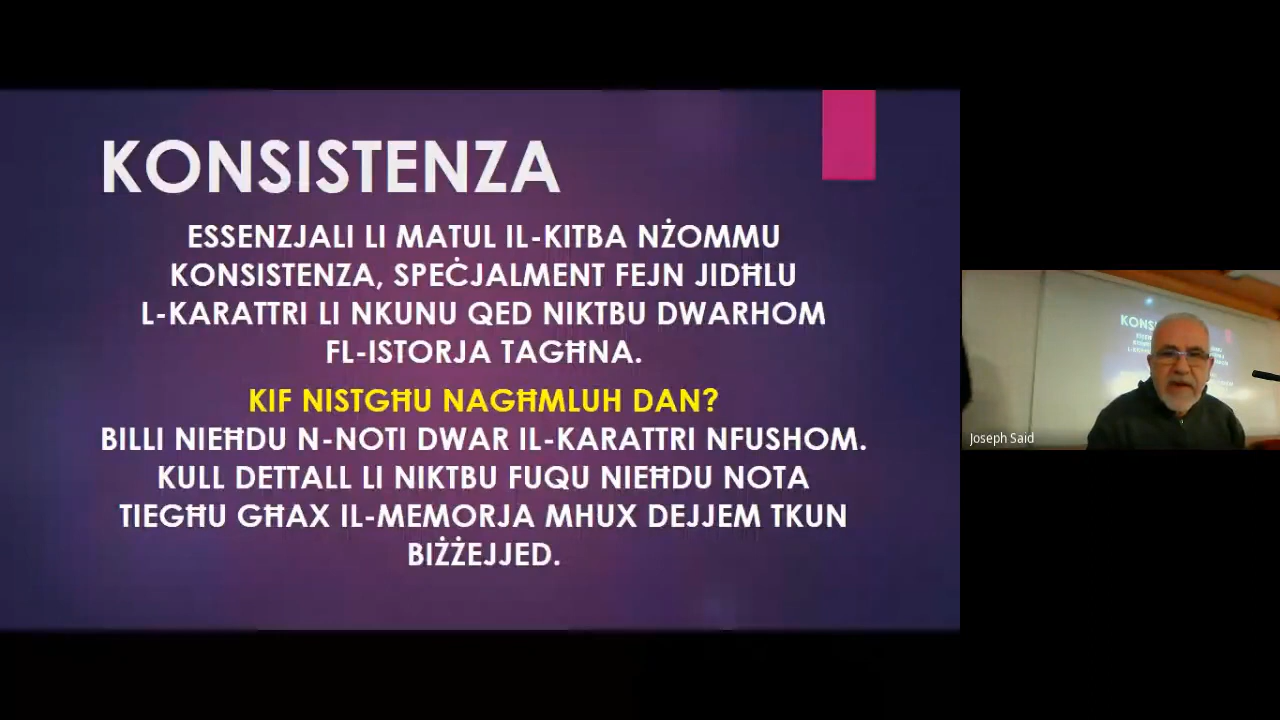 KONSISTENZA
ESSENZJALI LI MATUL IL-KITBA NŻOMMU
KONSISTENZA, SPEĊJALMENT FEJN JIDĦLU
L-KARATTRI LI NKUNU QED NIKTBU DWARHOM
FL-ISTORJA TAGĦNA.
KIF NISTGĦU NAGĦMLUH DAN?
BILLI NIEĦDU N-NOTI DWAR IL-KARATTRI NFUSHOM.
KULL DETTALL LI NIKTBU FUQU NIEĦDU NOTA
TIEGĦU GĦAX IL-MEMORJA MHUX DEJJEM TKUN
BIŻŻEJJED.
Joseph Said